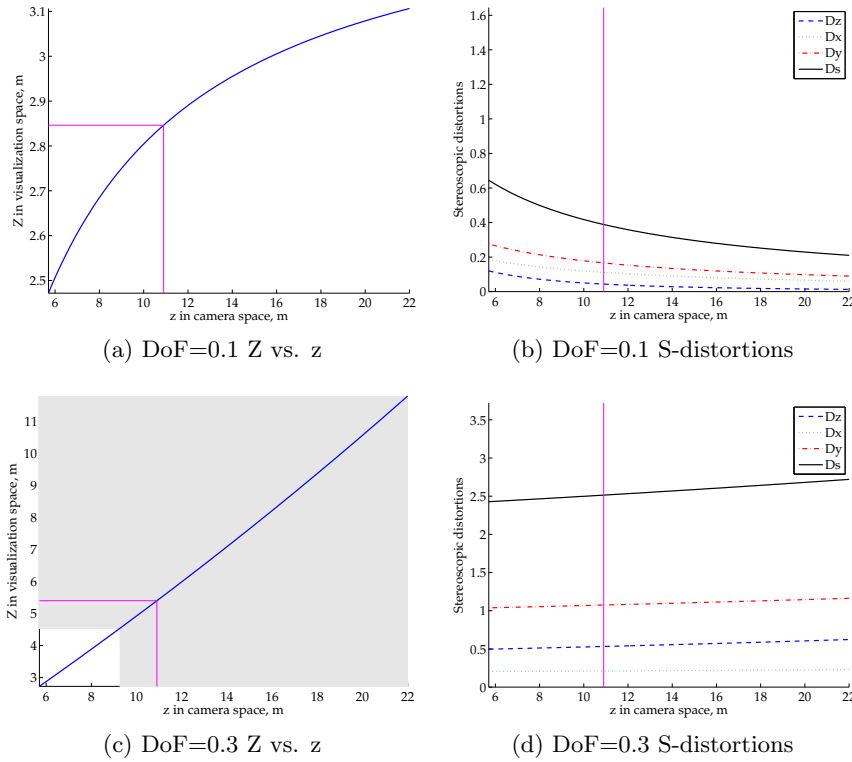 3.1
3
2.9
2.8
2.7
2.6
2.5
Z in visualization space, m
6 8 10 12 14 16 18 20 22
z in camera space, m
(a) DoF=0.1 Z vs. z
1.6
1.4
1.2
1
0.8
0.6
0.4
0.2
0
Stereoscopic distortions
Dz
Dx
Dy
Ds
6 8 10 12 14 16 18 20 22
z in camera space, m
(b) DoF=0.1 S-distortions
11
10
9
8
7
6
5
4
3
Z in visualization space, m
6 8 10 12 14 16 18 20 22
z in camera space, m
(c) DoF=0.3 Z vs. z
3.5
3
2.5
2
1.5
1
0.5
0
Stereoscopic distortions
Dz
Dx
Dy
Ds
6 8 10 12 14 16 18 20 22
z in camera space, m
(d) DoF=0.3 S-distortions